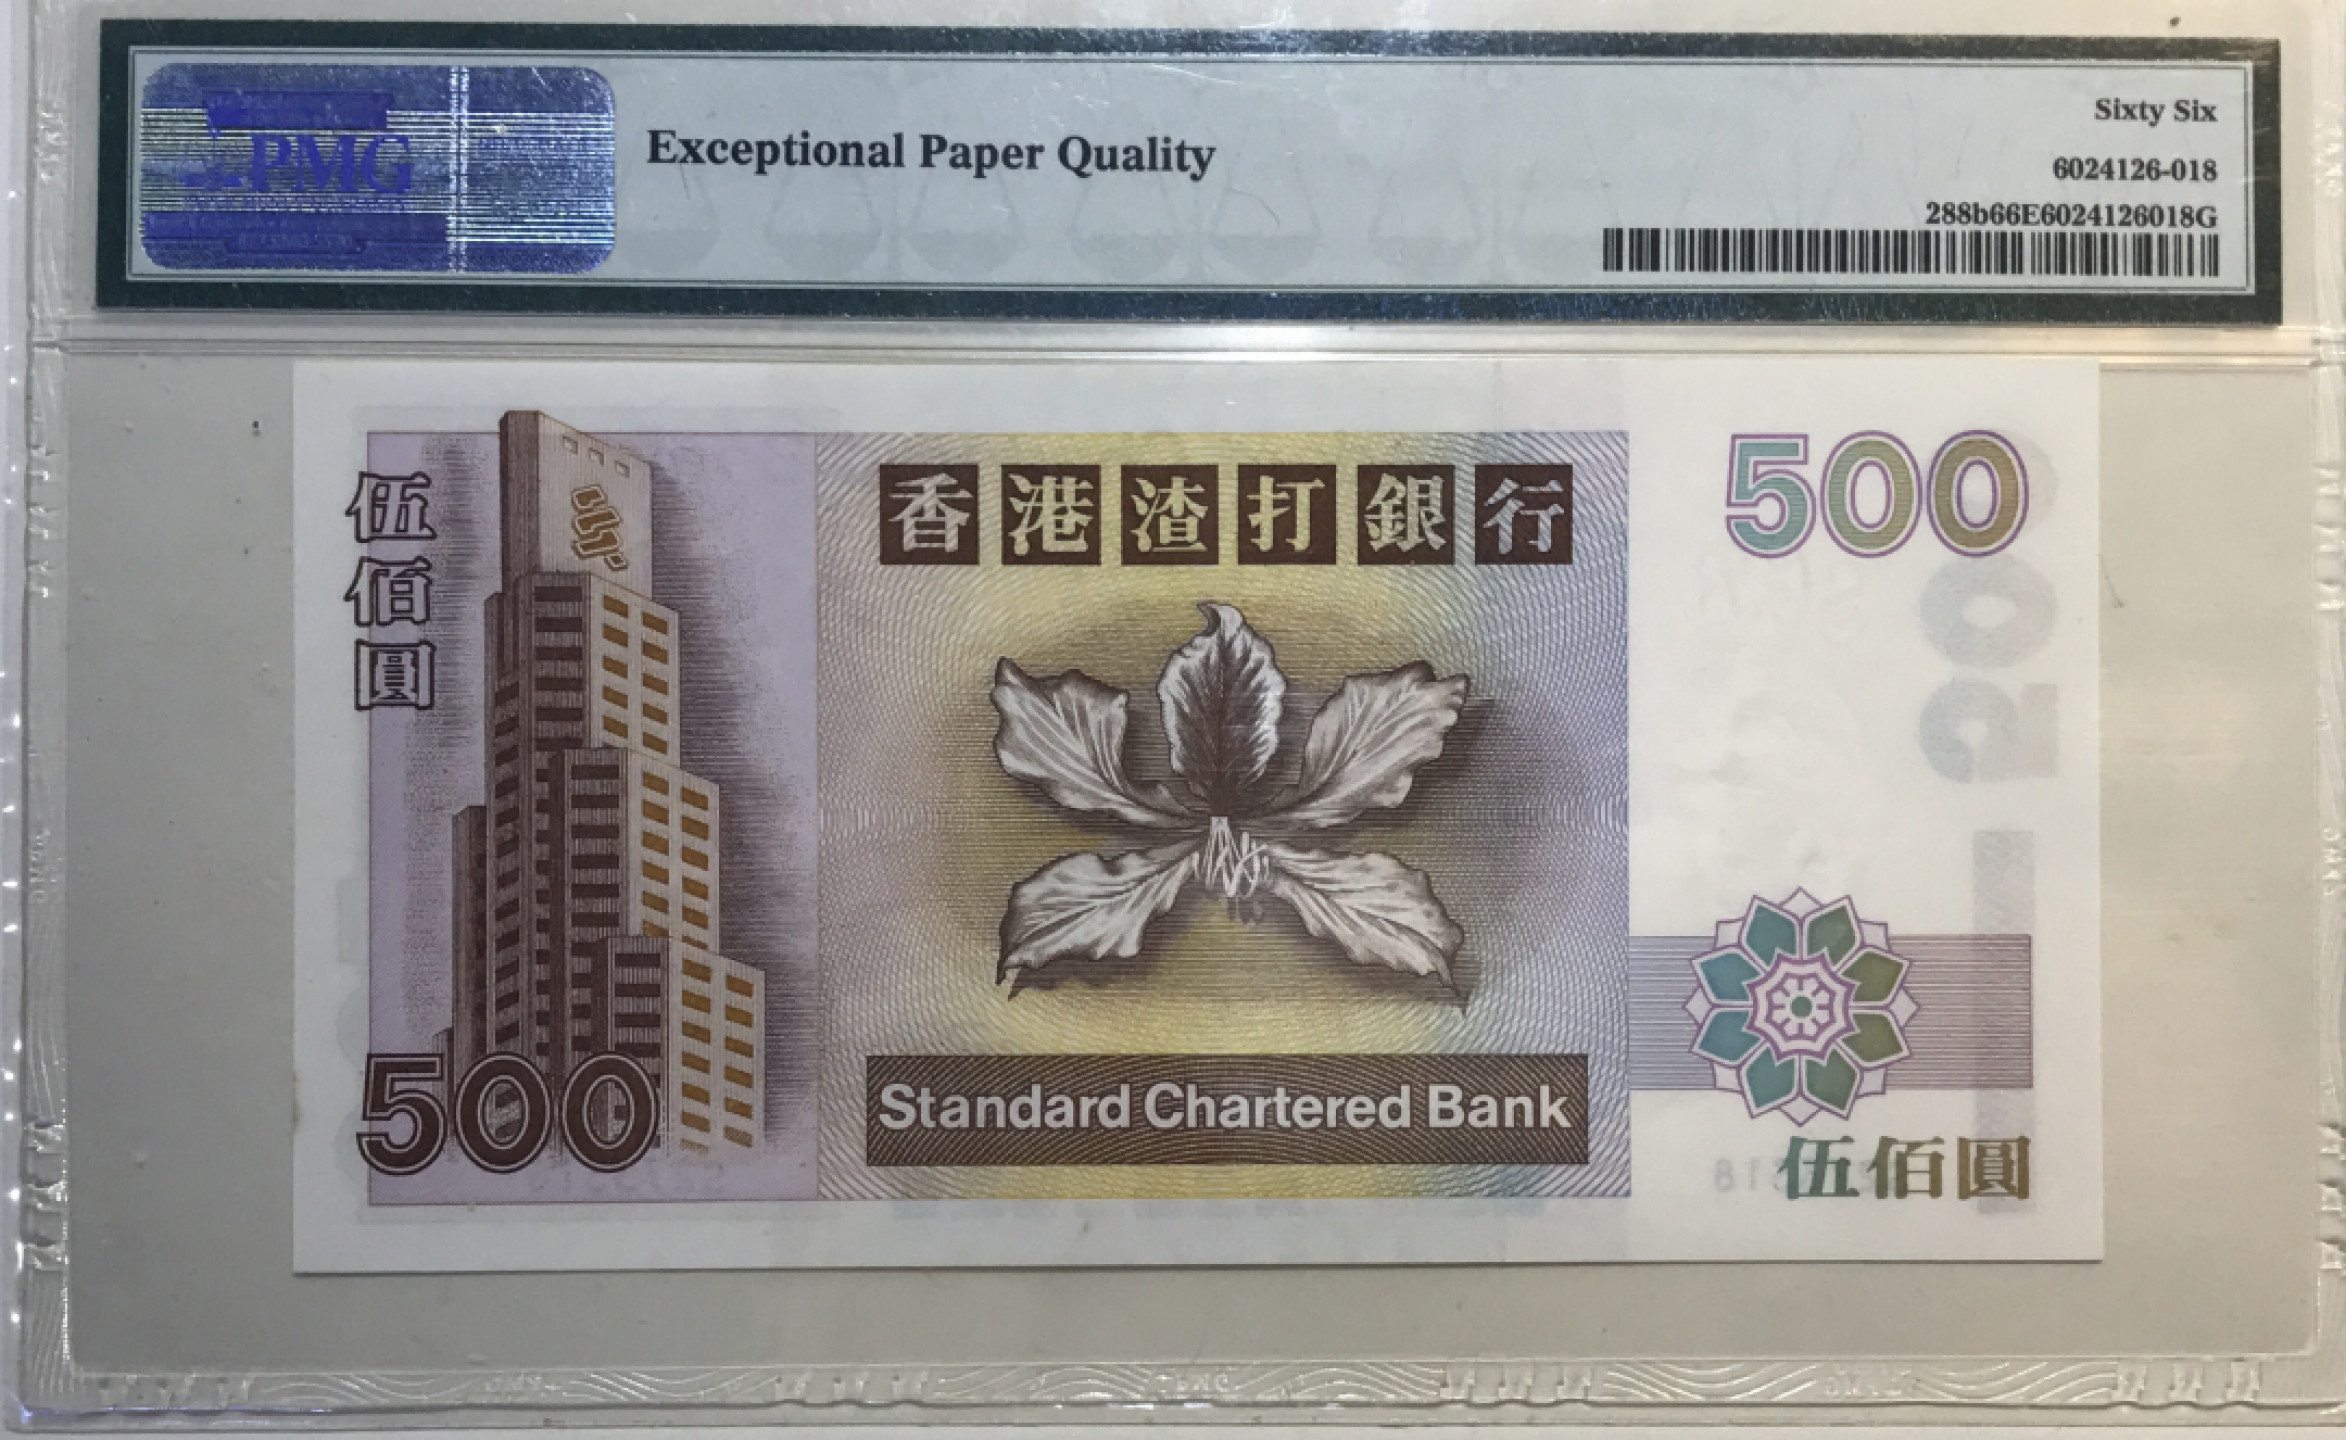 PMG
Exceptional Paper Quality
Sixty Six
6024126-018
288b66E6024126018G
伍佰圓
香港渣打銀行
500
500
Standard Chartered Bank
伍佰圓